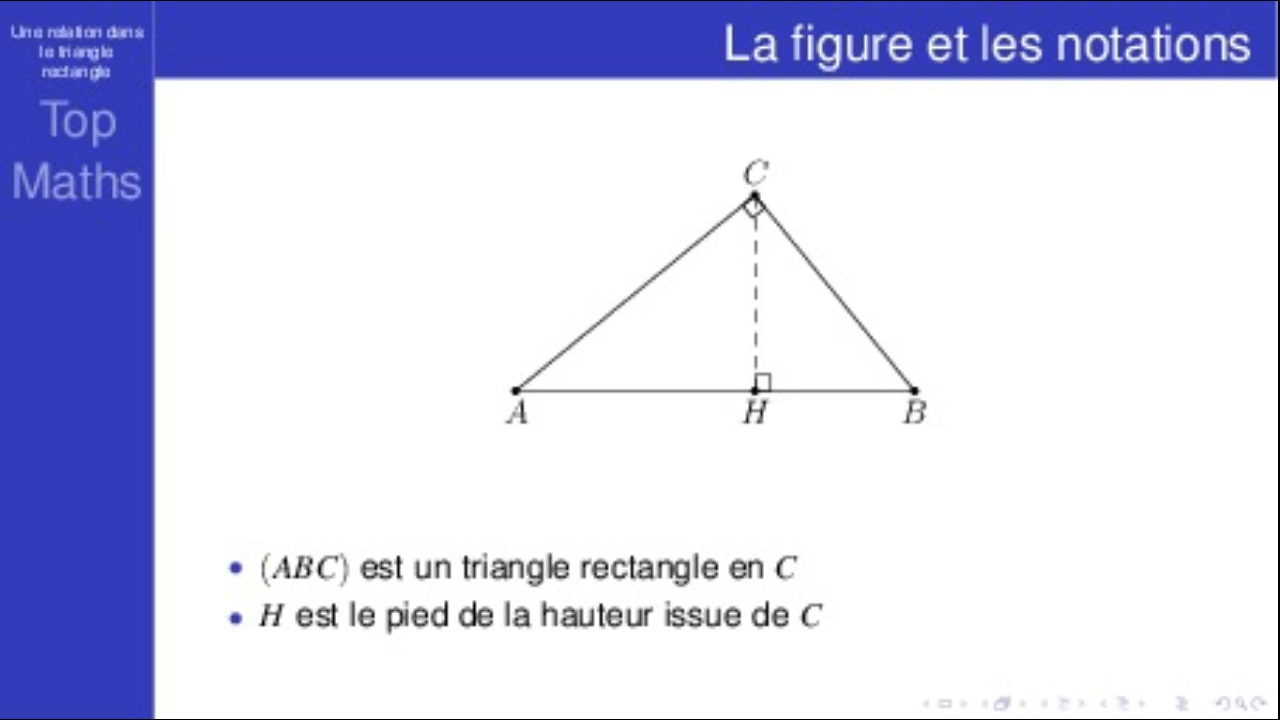 Une relation dans
le triangle
rectangle
Top
Maths
La figure et les notations
C
A
H
B
• (ABC) est un triangle rectangle en C
• H est le pied de la hauteur issue de C